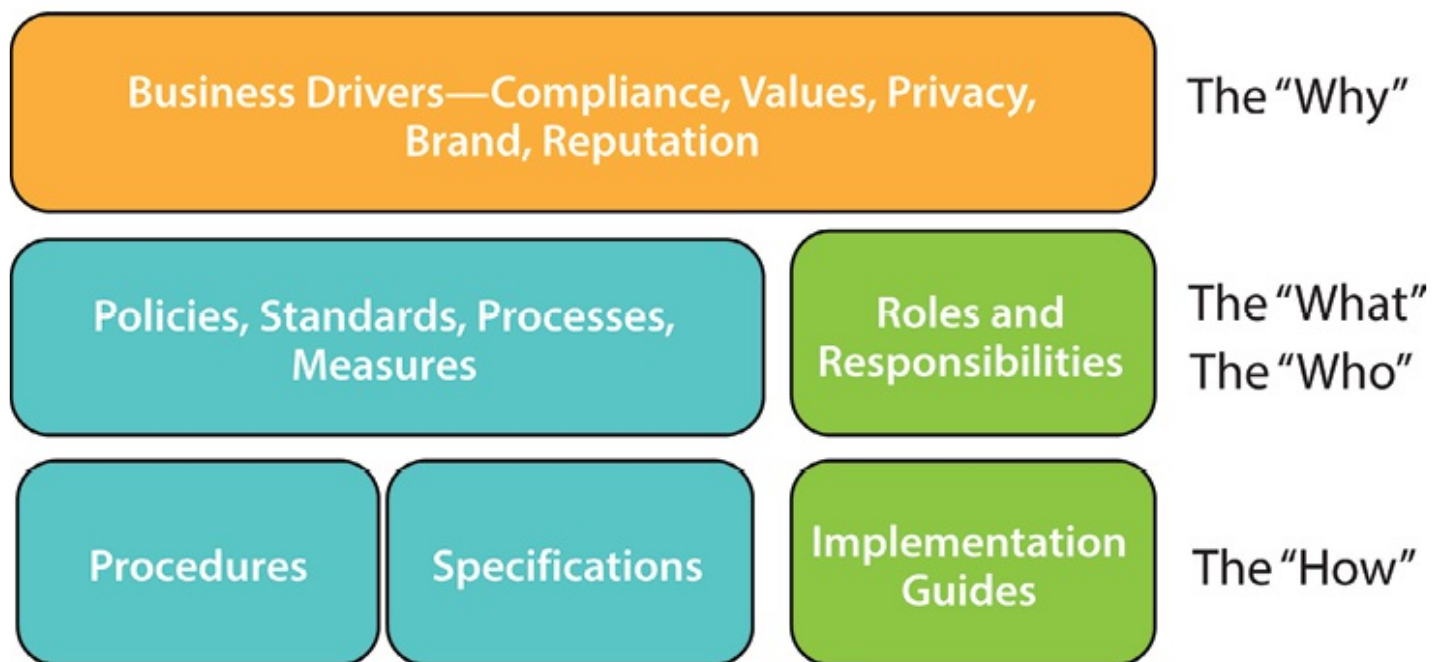 Business Drivers—Compliance, Values, Privacy,
Brand, Reputation
The “Why”
Policies, Standards, Processes,
Measures
Roles and
Responsibilities
The “What”
The “Who”
Procedures
Specifications
Implementation
Guides
The “How”